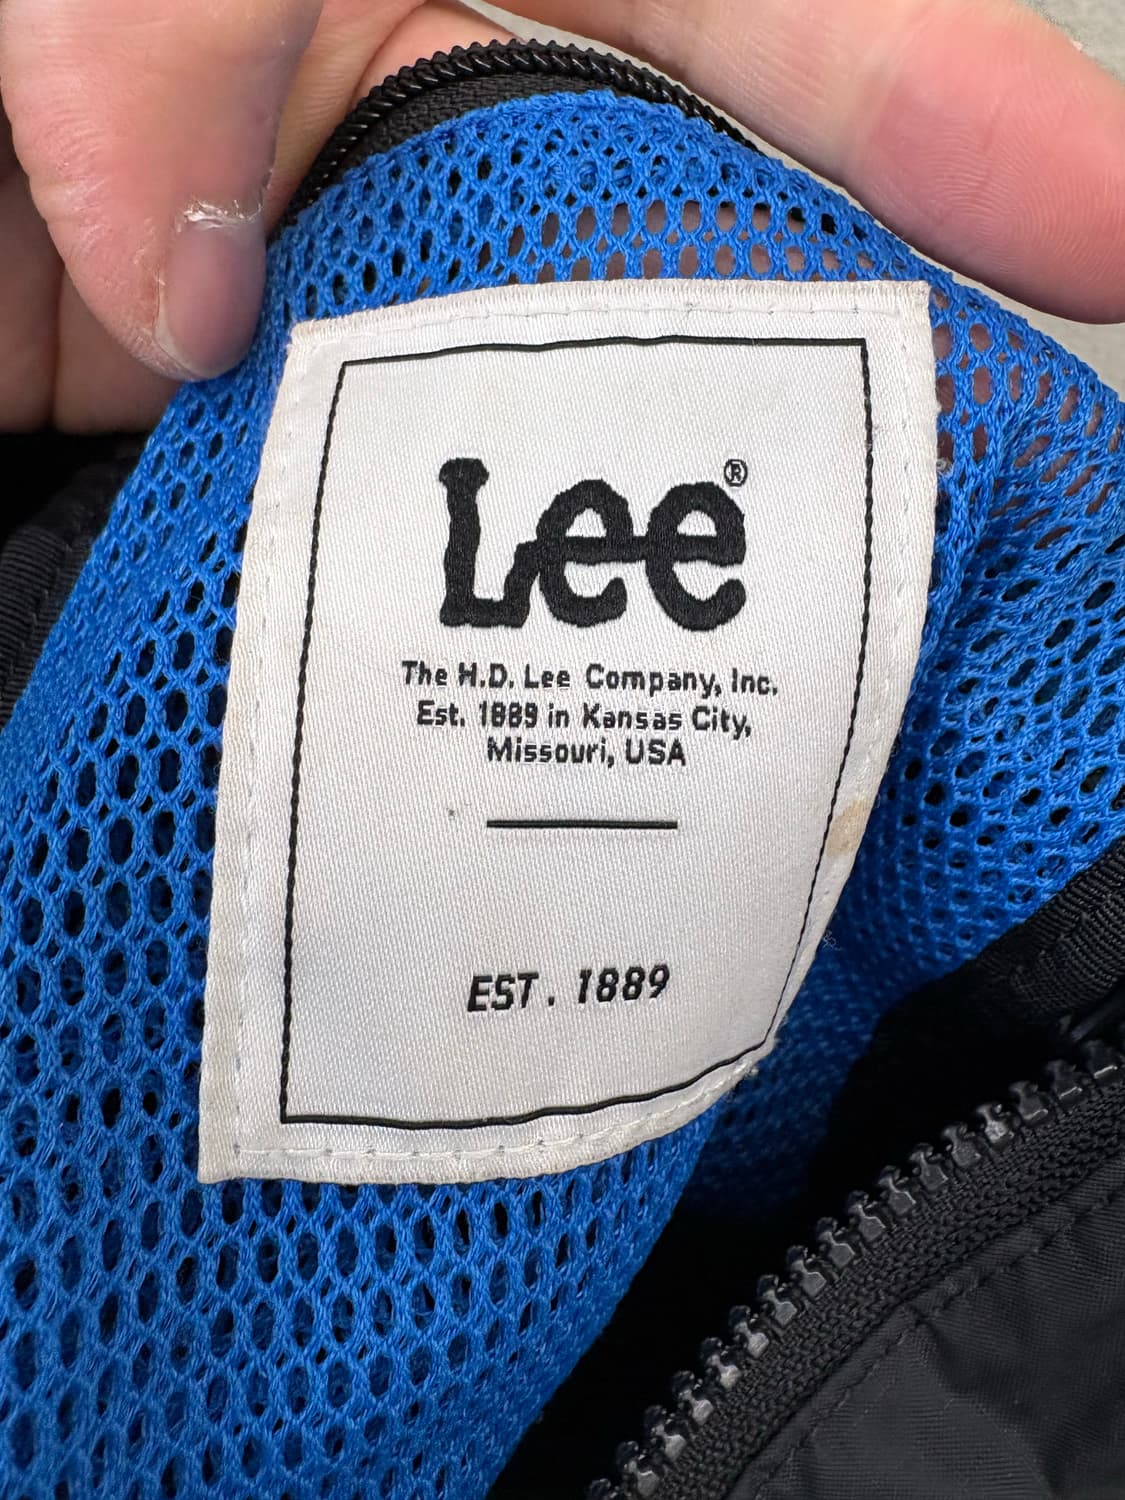 Lee®
The H.D. Lee Company, Inc.
Est. 1889 in Kansas City,
Missouri, USA
EST. 1889